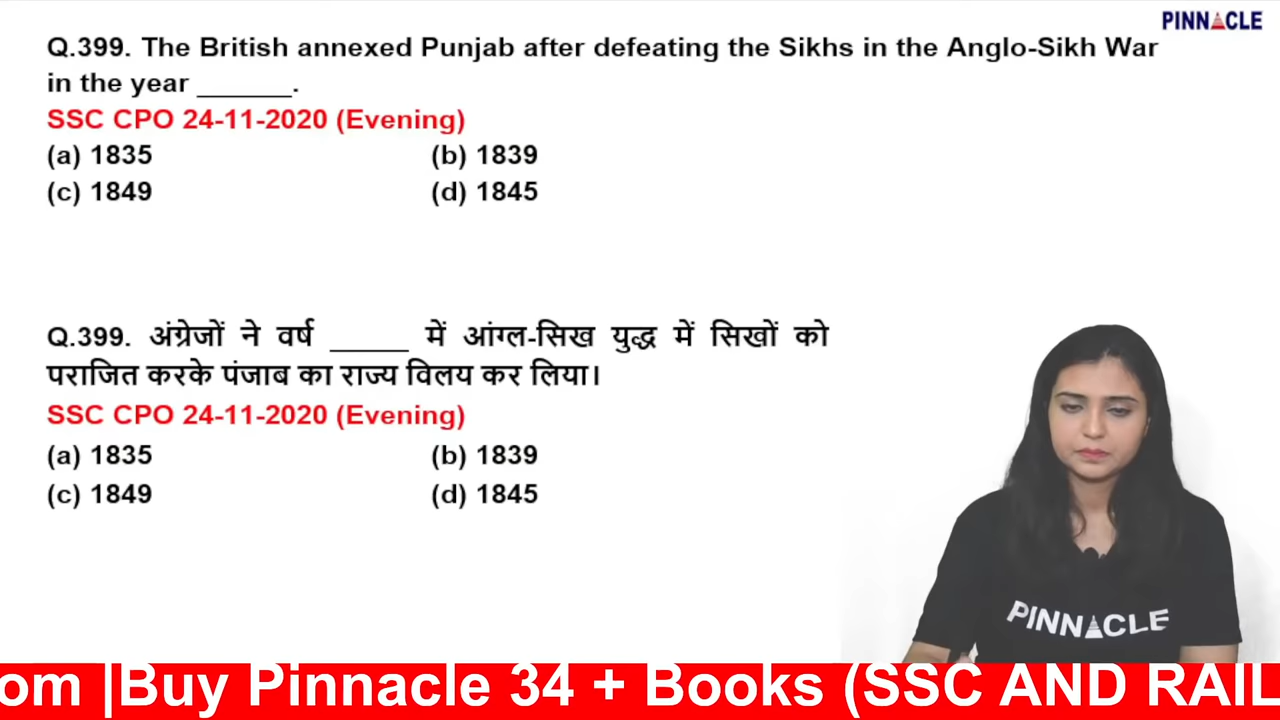 PINNACLE
Q.399. The British annexed Punjab after defeating the Sikhs in the Anglo-Sikh War
in the year ______.
SSC CPO 24-11-2020 (Evening)
(a) 1835 (b) 1839
(c) 1849 (d) 1845
Q.399. अंग्रेजों ने वर्ष _____ में आंग्ल-सिख युद्ध में सिखों को
पराजित करके पंजाब का राज्य विलय कर लिया।
SSC CPO 24-11-2020 (Evening)
(a) 1835 (b) 1839
(c) 1849 (d) 1845
PINNACLE
om |Buy Pinnacle 34 + Books (SSC AND RAIL